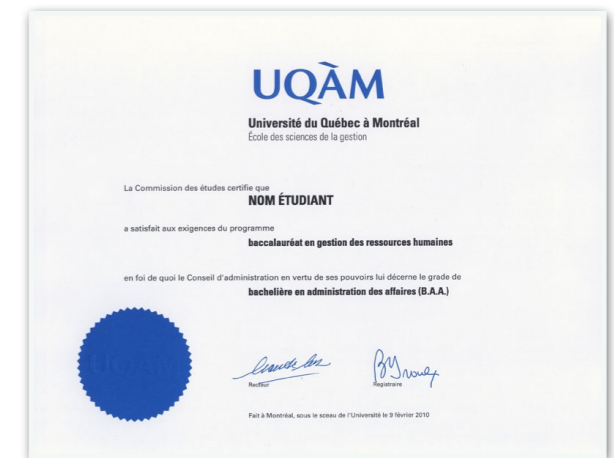 UQÀM
Université du Québec à Montréal
École des sciences de la gestion
La Commission des études certifie que
NOM ÉTUDIANT
a satisfait aux exigences du programme
baccalauréat en gestion des ressources humaines
en foi de quoi le Conseil d'administration en vertu de ses pouvoirs lui décerne le grade de
bachelière en administration des affaires (B.A.A.)
Recteur
Registraire
Fait à Montréal, sous le sceau de l'Université le 9 février 2010